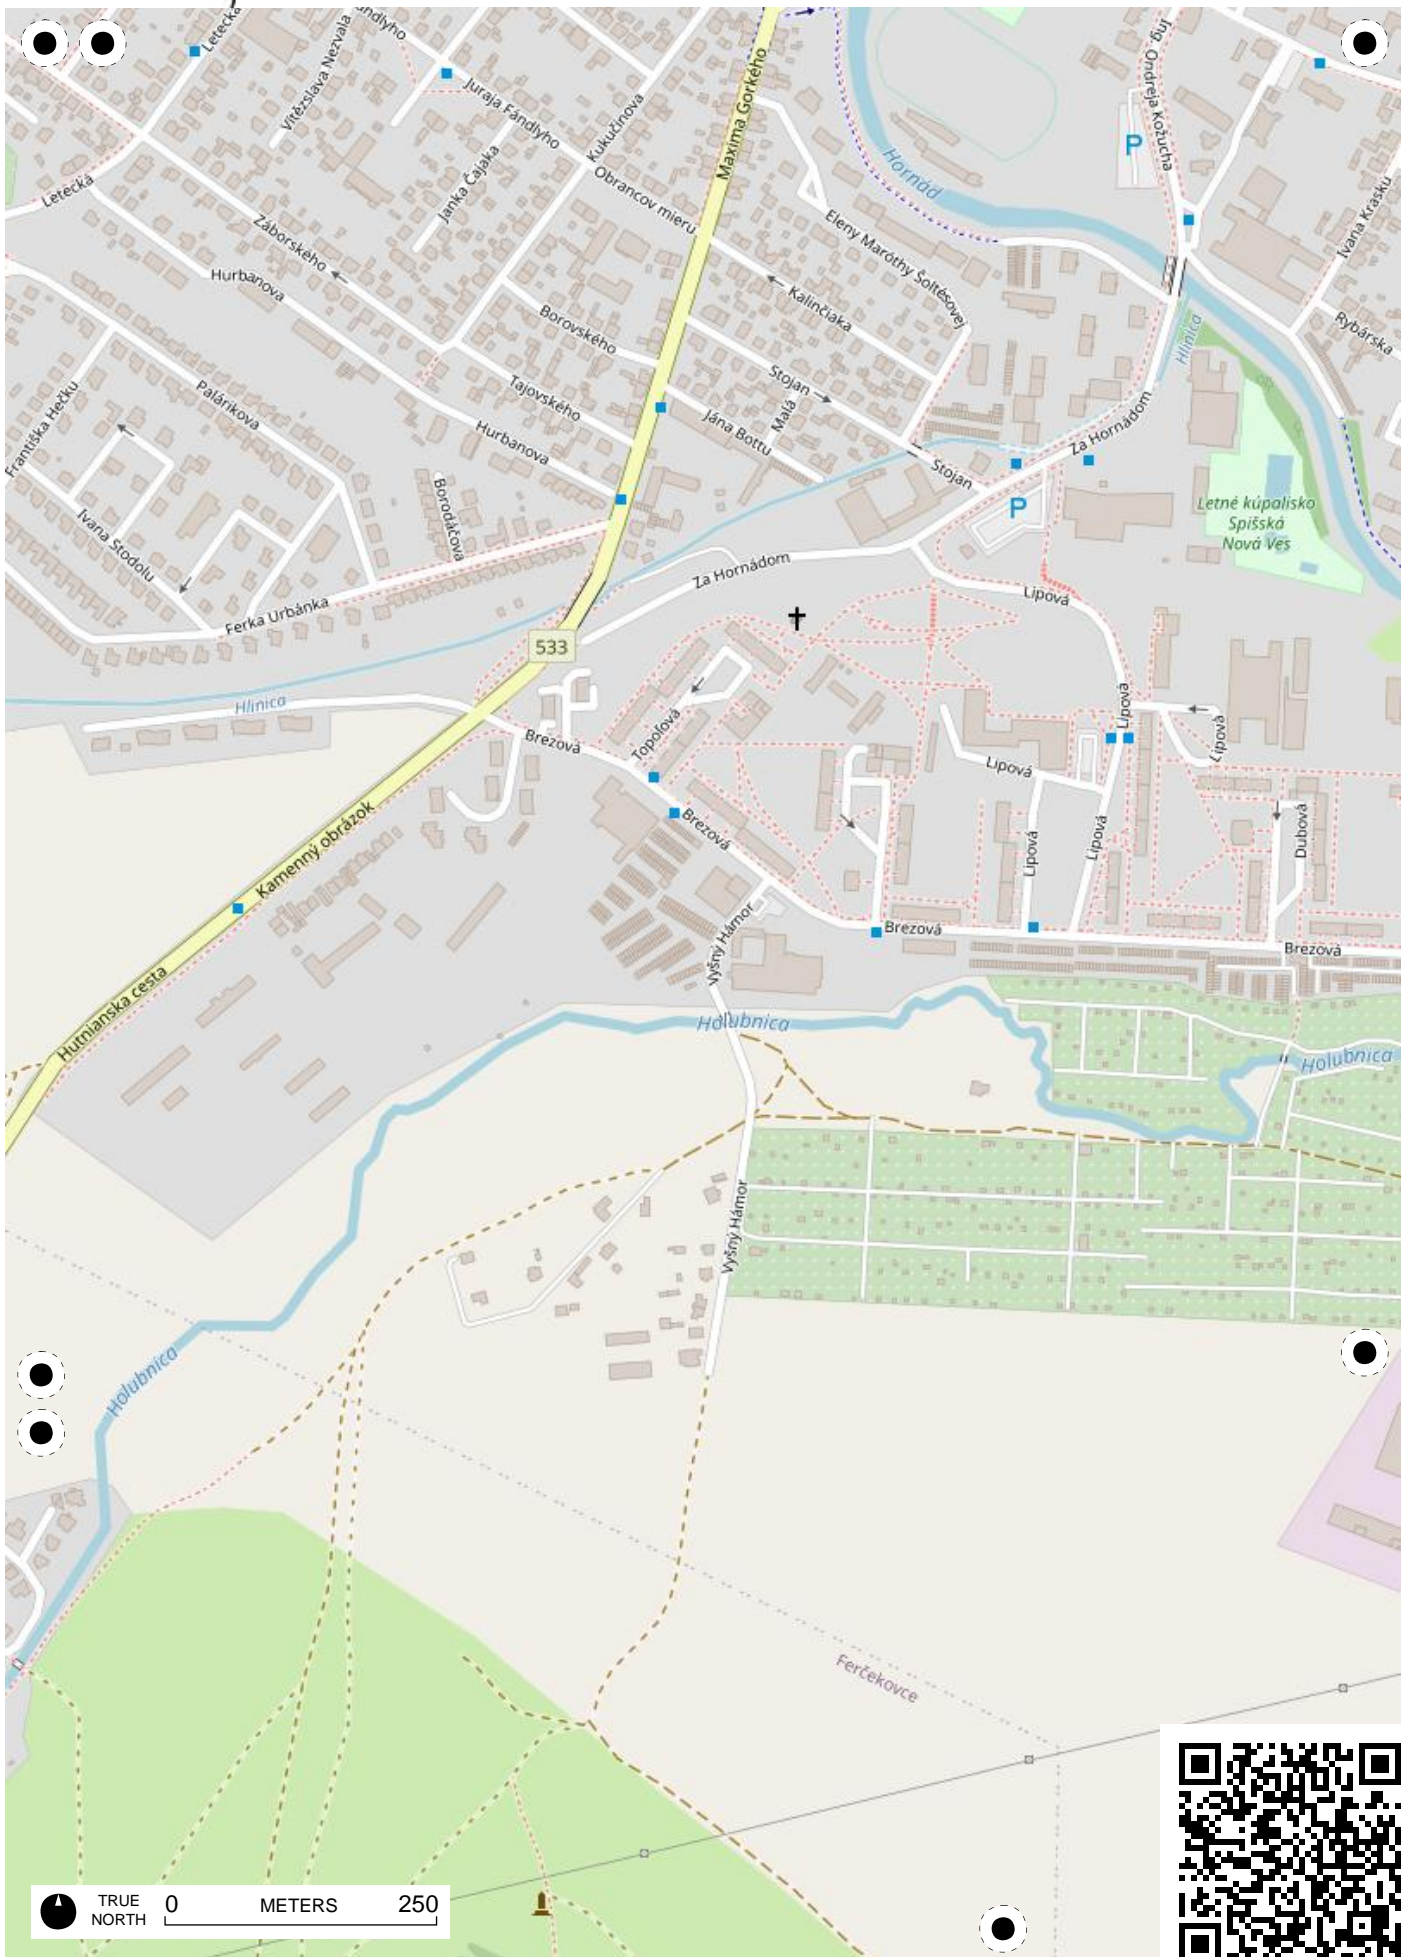 Letecká
Vítězslava Nezvala
Juraja Fándlyho
Kukučínova
Maxima Gorkého
Ing. Ondreja Kožucha
P
Hornád
Janka Čajaka
Obrancov mieru
Letecká
Záborského
Eleny Maróthy Šoltésovej
Ivana Krasku
Hurbanova
Kalinčiaka
Borovského
Rybárska
Hlinica
Františka Hečku
Palárikova
Tajovského
Stojan
Malá
Jána Bottu
Hurbanova
Za Hornádom
Stojan
P
Borodáčova
Ivana Stodolu
Letné kúpalisko
Spišská
Nová Ves
Za Hornádom
Lipová
Ferka Urbánka
533
Hlinica
Brezová
Topoľová
Lipová
Lipová
Lipová
Brezová
Kamenný obrázok
Lipová
Lipová
Dubová
Vyšný Hámor
Brezová
Brezová
Hutnianska cesta
Holubnica
Holubnica
Vyšný Hámor
Holubnica
Ferčekovce
TRUE
NORTH
0 METERS 250